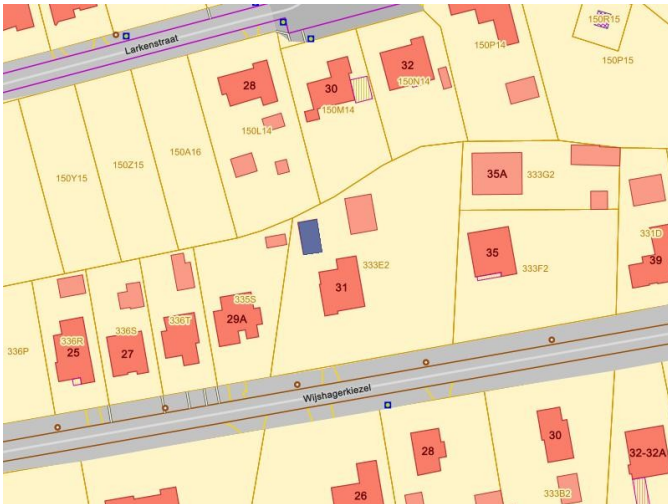 150R15
Larkenstraat
150P14
32
150P15
28
30
150N14
150M14
150L14
150A16
150Z15
150Y15
35A
333G2
331D
35
39
333E2
333F2
31
335S
29A
336T
336S
336R
336P
25
27
Wijshagerkiezel
30
28
32-32A
26
333B2